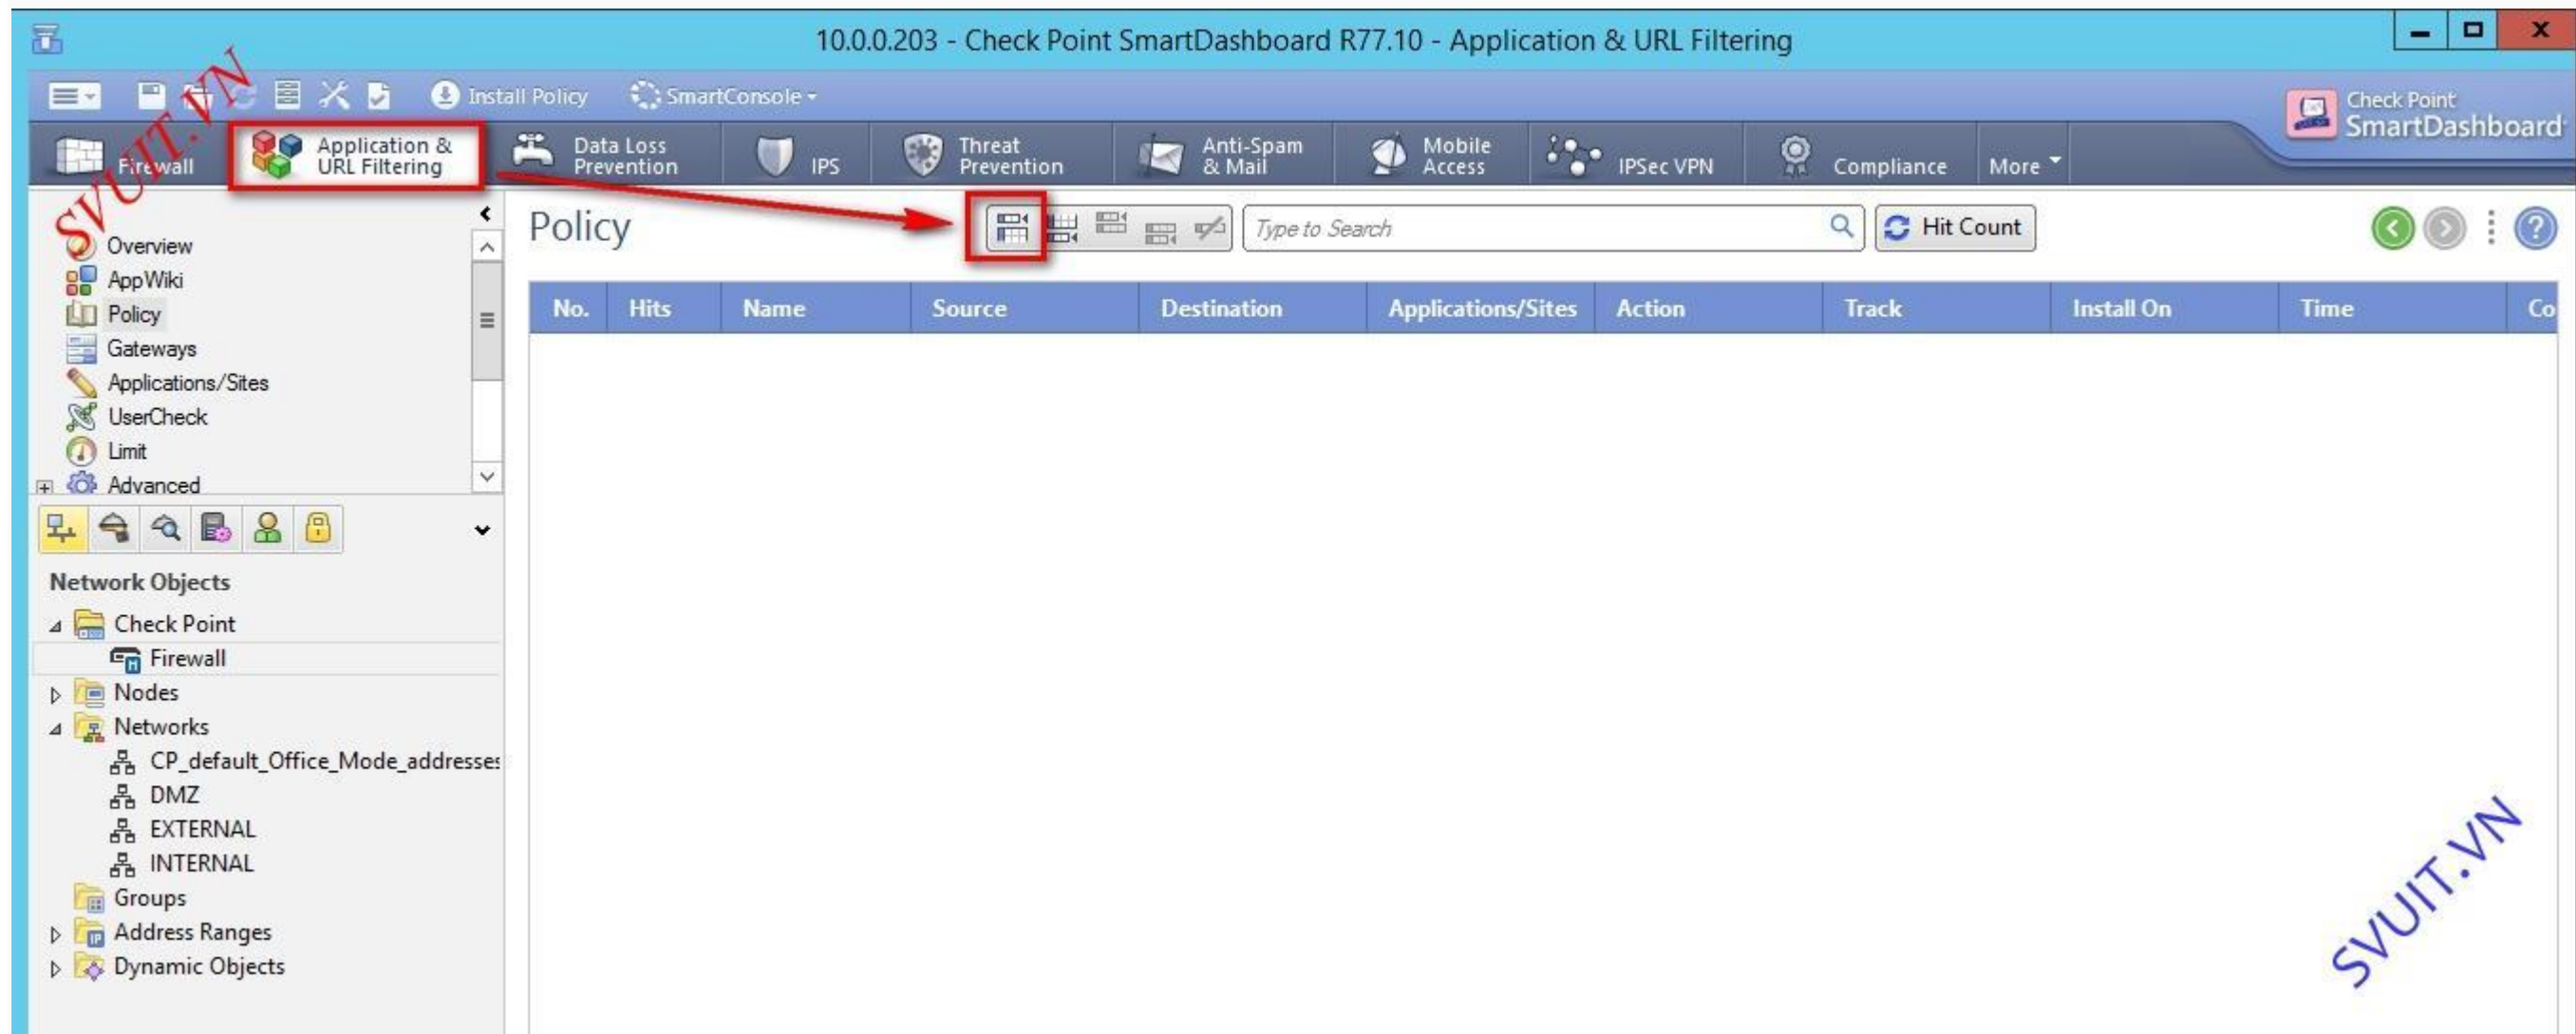 10.0.0.203 - Check Point SmartDashboard R77.10 - Application & URL Filtering
Install Policy
SmartConsole
Check Point
SmartDashboard
Firewall
Application &
URL Filtering
Data Loss
Prevention
IPS
Threat
Prevention
Anti-Spam
& Mail
Mobile
Access
IPSec VPN
Compliance
More
SVUIT.VN
Overview
AppWiki
Policy
Gateways
Applications/Sites
UserCheck
Limit
Advanced
Policy
Type to Search
Hit Count
No. Hits Name Source Destination Applications/Sites Action Track Install On Time Co
Network Objects
Check Point
Firewall
Nodes
Networks
CP_default_Office_Mode_addresses
DMZ
EXTERNAL
INTERNAL
Groups
Address Ranges
Dynamic Objects
SVUIT.VN